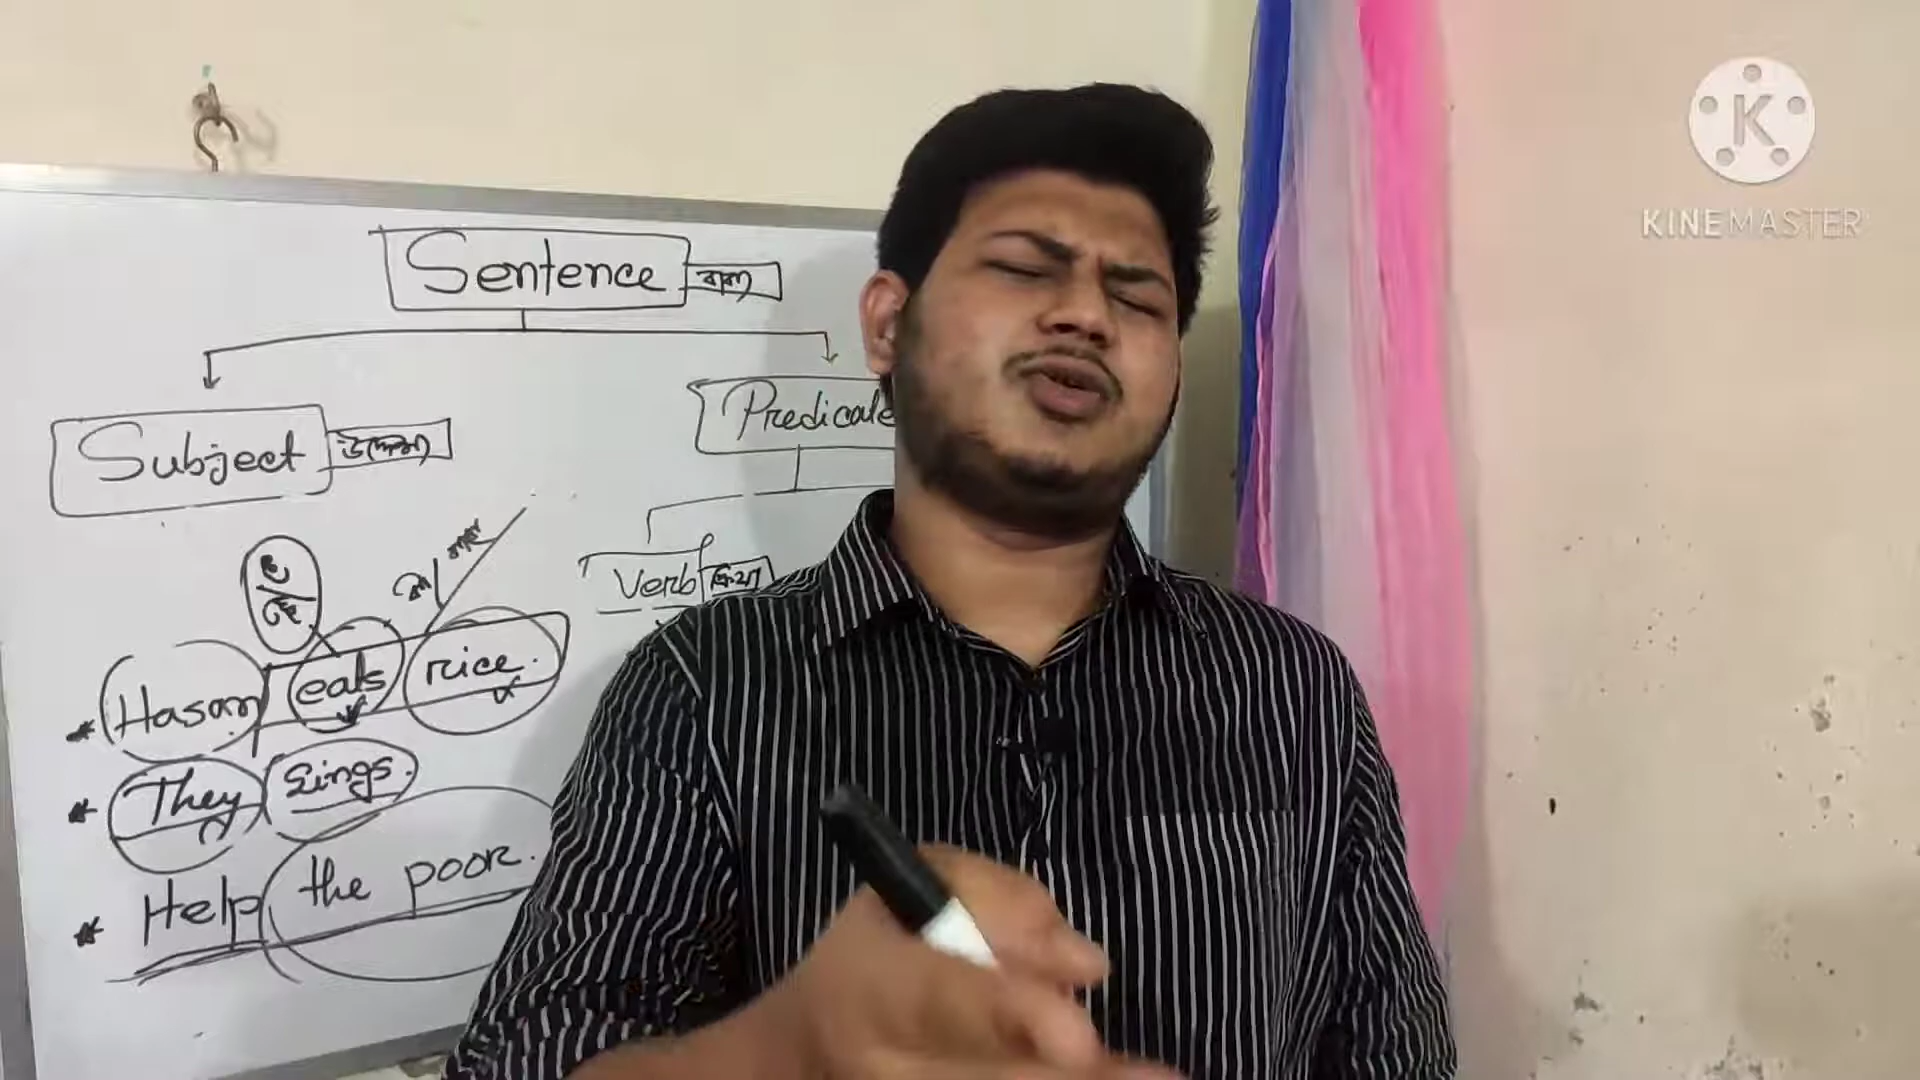 Sentence বাক্য
Subject উদ্দেশ্য
Predicate
Verb ক্রিয়া
কি/কাকে
কে
* Hasan eats rice.
* They Sings.
* Help the poor.
K
KINEMASTER